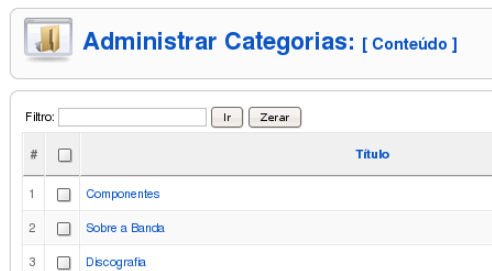 Administrar Categorias: [ Conteúdo ]
Filtro: Ir Zerar
# Título
1 Componentes
2 Sobre a Banda
3 Discografia